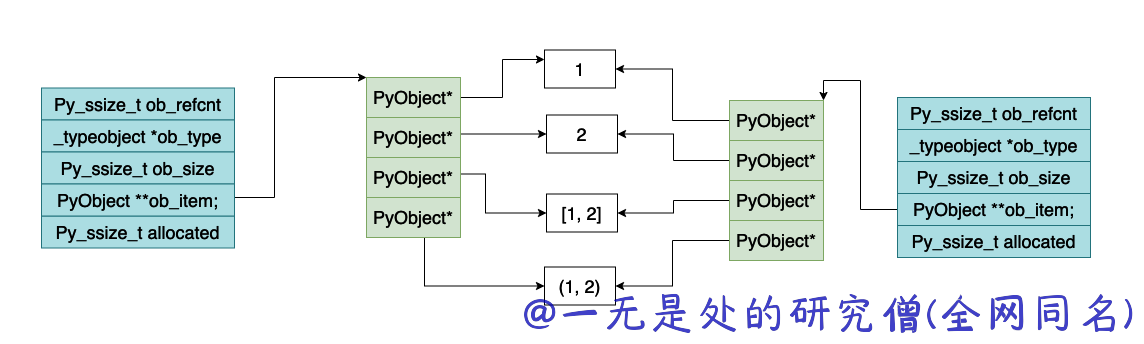 Py_ssize_t ob_refcnt
_typeobject *ob_type
Py_ssize_t ob_size
PyObject **ob_item;
Py_ssize_t allocated
PyObject*
PyObject*
PyObject*
PyObject*
1
2
[1, 2]
(1, 2)
PyObject*
PyObject*
PyObject*
PyObject*
Py_ssize_t ob_refcnt
_typeobject *ob_type
Py_ssize_t ob_size
PyObject **ob_item;
Py_ssize_t allocated
@一无是处的研究僧(全网同名)